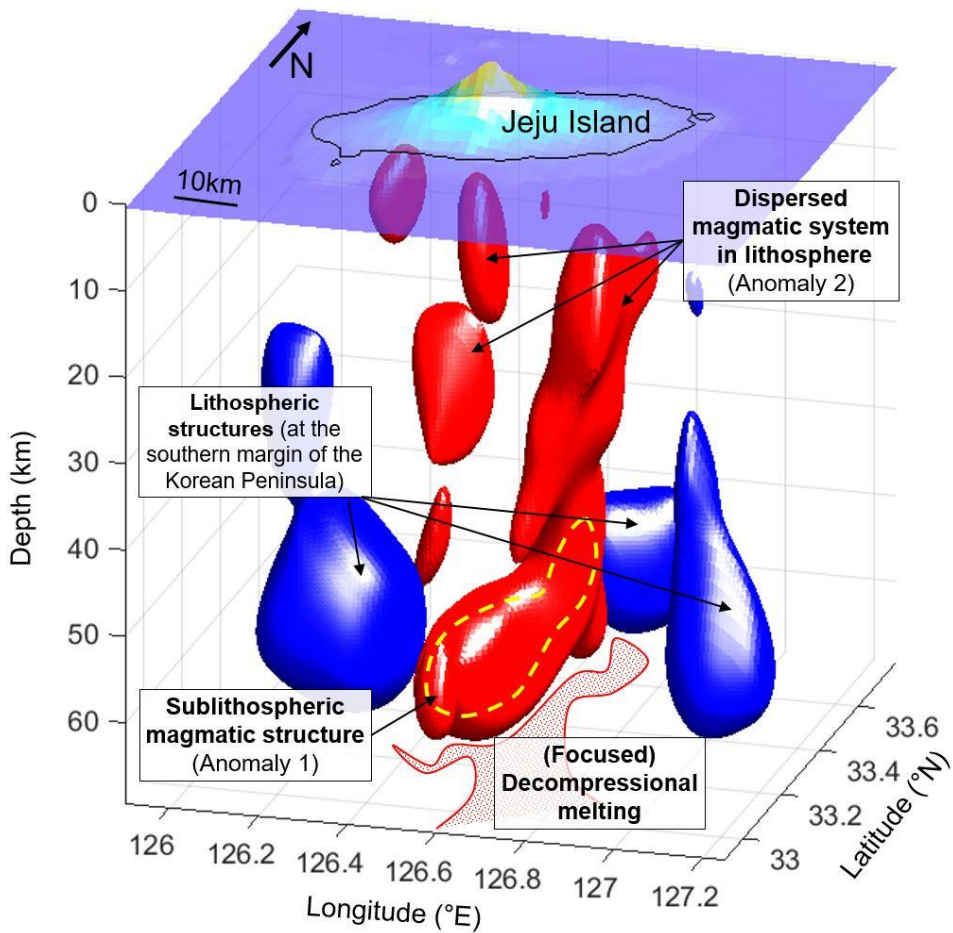 N
Jeju Island
10km
Dispersed
magmatic system
in lithosphere
(Anomaly 2)
Lithospheric
structures (at the
southern margin of the
Korean Peninsula)
Sublithospheric
magmatic structure
(Anomaly 1)
(Focused)
Decompressional
melting
Depth (km)
0
10
20
30
40
50
60
126
126.2
126.4
126.6
126.8
127
127.2
Longitude (°E)
33
33.2
33.4
33.6
Latitude (°N)